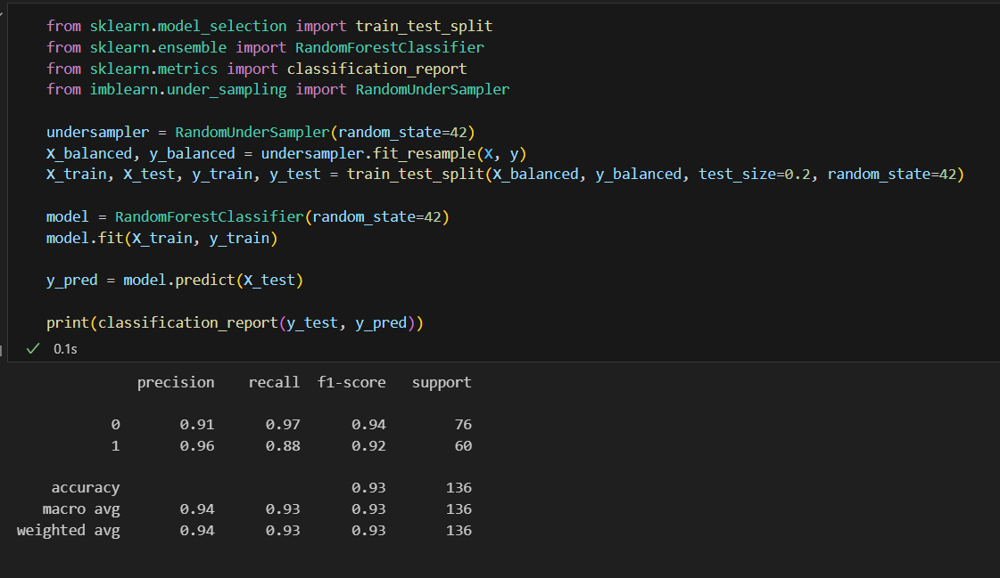 from sklearn.model_selection import train_test_split
from sklearn.ensemble import RandomForestClassifier
from sklearn.metrics import classification_report
from imblearn.under_sampling import RandomUnderSampler
undersampler = RandomUnderSampler(random_state=42)
X_balanced, y_balanced = undersampler.fit_resample(X, y)
X_train, X_test, y_train, y_test = train_test_split(X_balanced, y_balanced, test_size=0.2, random_state=42)
model = RandomForestClassifier(random_state=42)
model.fit(X_train, y_train)
y_pred = model.predict(X_test)
print(classification_report(y_test, y_pred))
✓ 0.1s
precision recall f1-score support
0 0.91 0.97 0.94 76
1 0.96 0.88 0.92 60
accuracy 0.93 136
macro avg 0.94 0.93 0.93 136
weighted avg 0.94 0.93 0.93 136